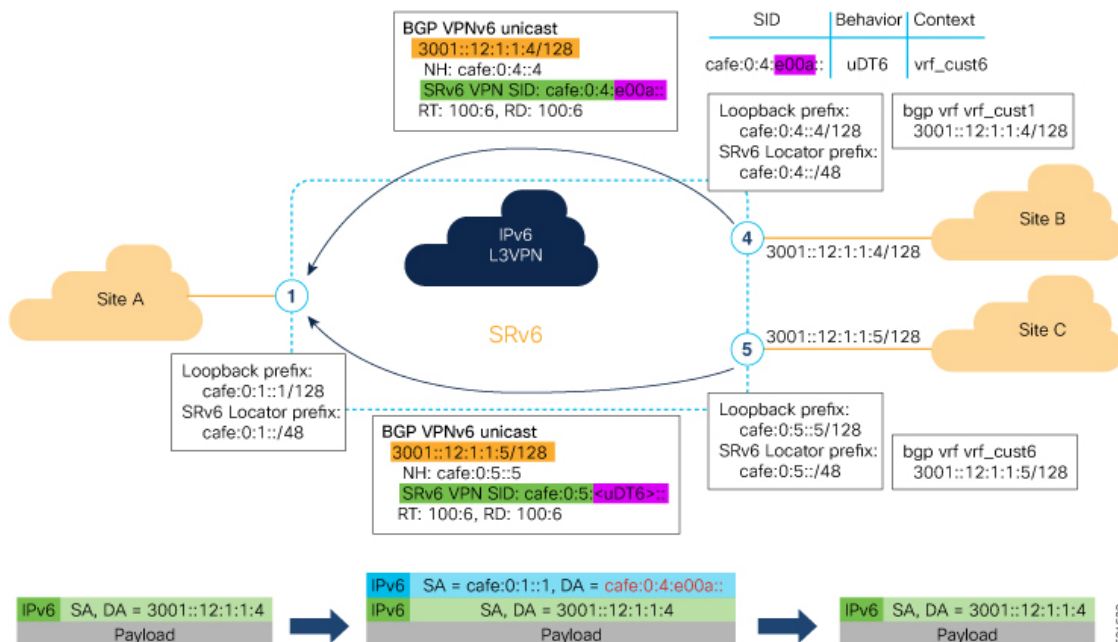 BGP VPNv6 unicast
3001::12:1:1:4/128
NH: cafe:0:4::4
SRv6 VPN SID: cafe:0:4:e00a::
RT: 100:6, RD: 100:6
SID Behavior Context
cafe:0:4:e00a:: uDT6 vrf_cust6
Loopback prefix:
cafe:0:4::4/128
SRv6 Locator prefix:
cafe:0:4::/48
bgp vrf vrf_cust1
3001::12:1:1:4/128
IPv6
L3VPN
Site A
1
4
3001::12:1:1:4/128
Site B
SRv6
5
3001::12:1:1:5/128
Site C
Loopback prefix:
cafe:0:1::1/128
SRv6 Locator prefix:
cafe:0:1::/48
BGP VPNv6 unicast
3001::12:1:1:5/128
NH: cafe:0:5::5
SRv6 VPN SID: cafe:0:5:<uDT6>::
RT: 100:6, RD: 100:6
Loopback prefix:
cafe:0:5::5/128
SRv6 Locator prefix:
cafe:0:5::/48
bgp vrf vrf_cust6
3001::12:1:1:5/128
IPv6 SA, DA = 3001::12:1:1:4
Payload
IPv6 SA = cafe:0:1::1, DA = cafe:0:4:e00a::
IPv6 SA, DA = 3001::12:1:1:4
Payload
IPv6 SA, DA = 3001::12:1:1:4
Payload